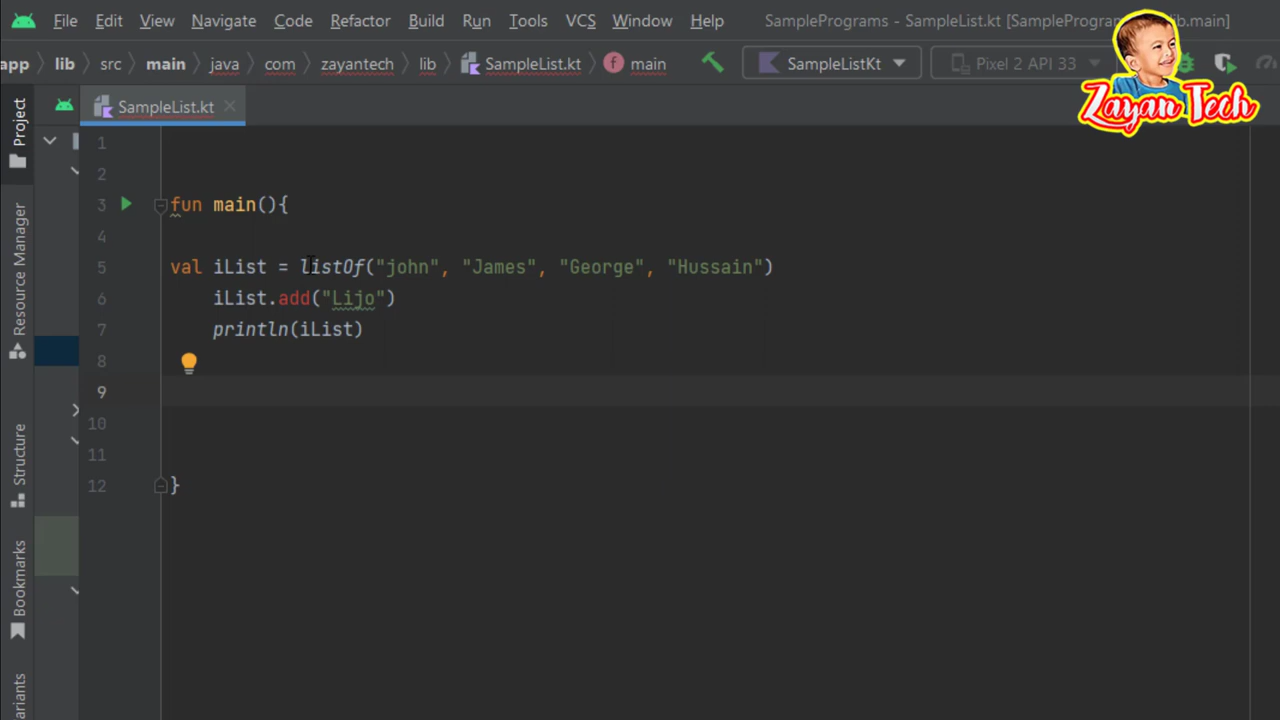 File Edit View Navigate Code Refactor Build Run Tools VCS Window Help SamplePrograms - SampleList.kt [SampleProgram lib.main]
app lib src main java com zayantech lib SampleList.kt main SampleListKt Pixel 2 API 33
Zayan Tech
SampleList.kt
Project
Resource Manager
Structure
Bookmarks
1
2
3 fun main(){
4
5 val iList = listOf("john", "James", "George", "Hussain")
6 iList.add("Lijo")
7 println(iList)
8
9
10
11
12 }